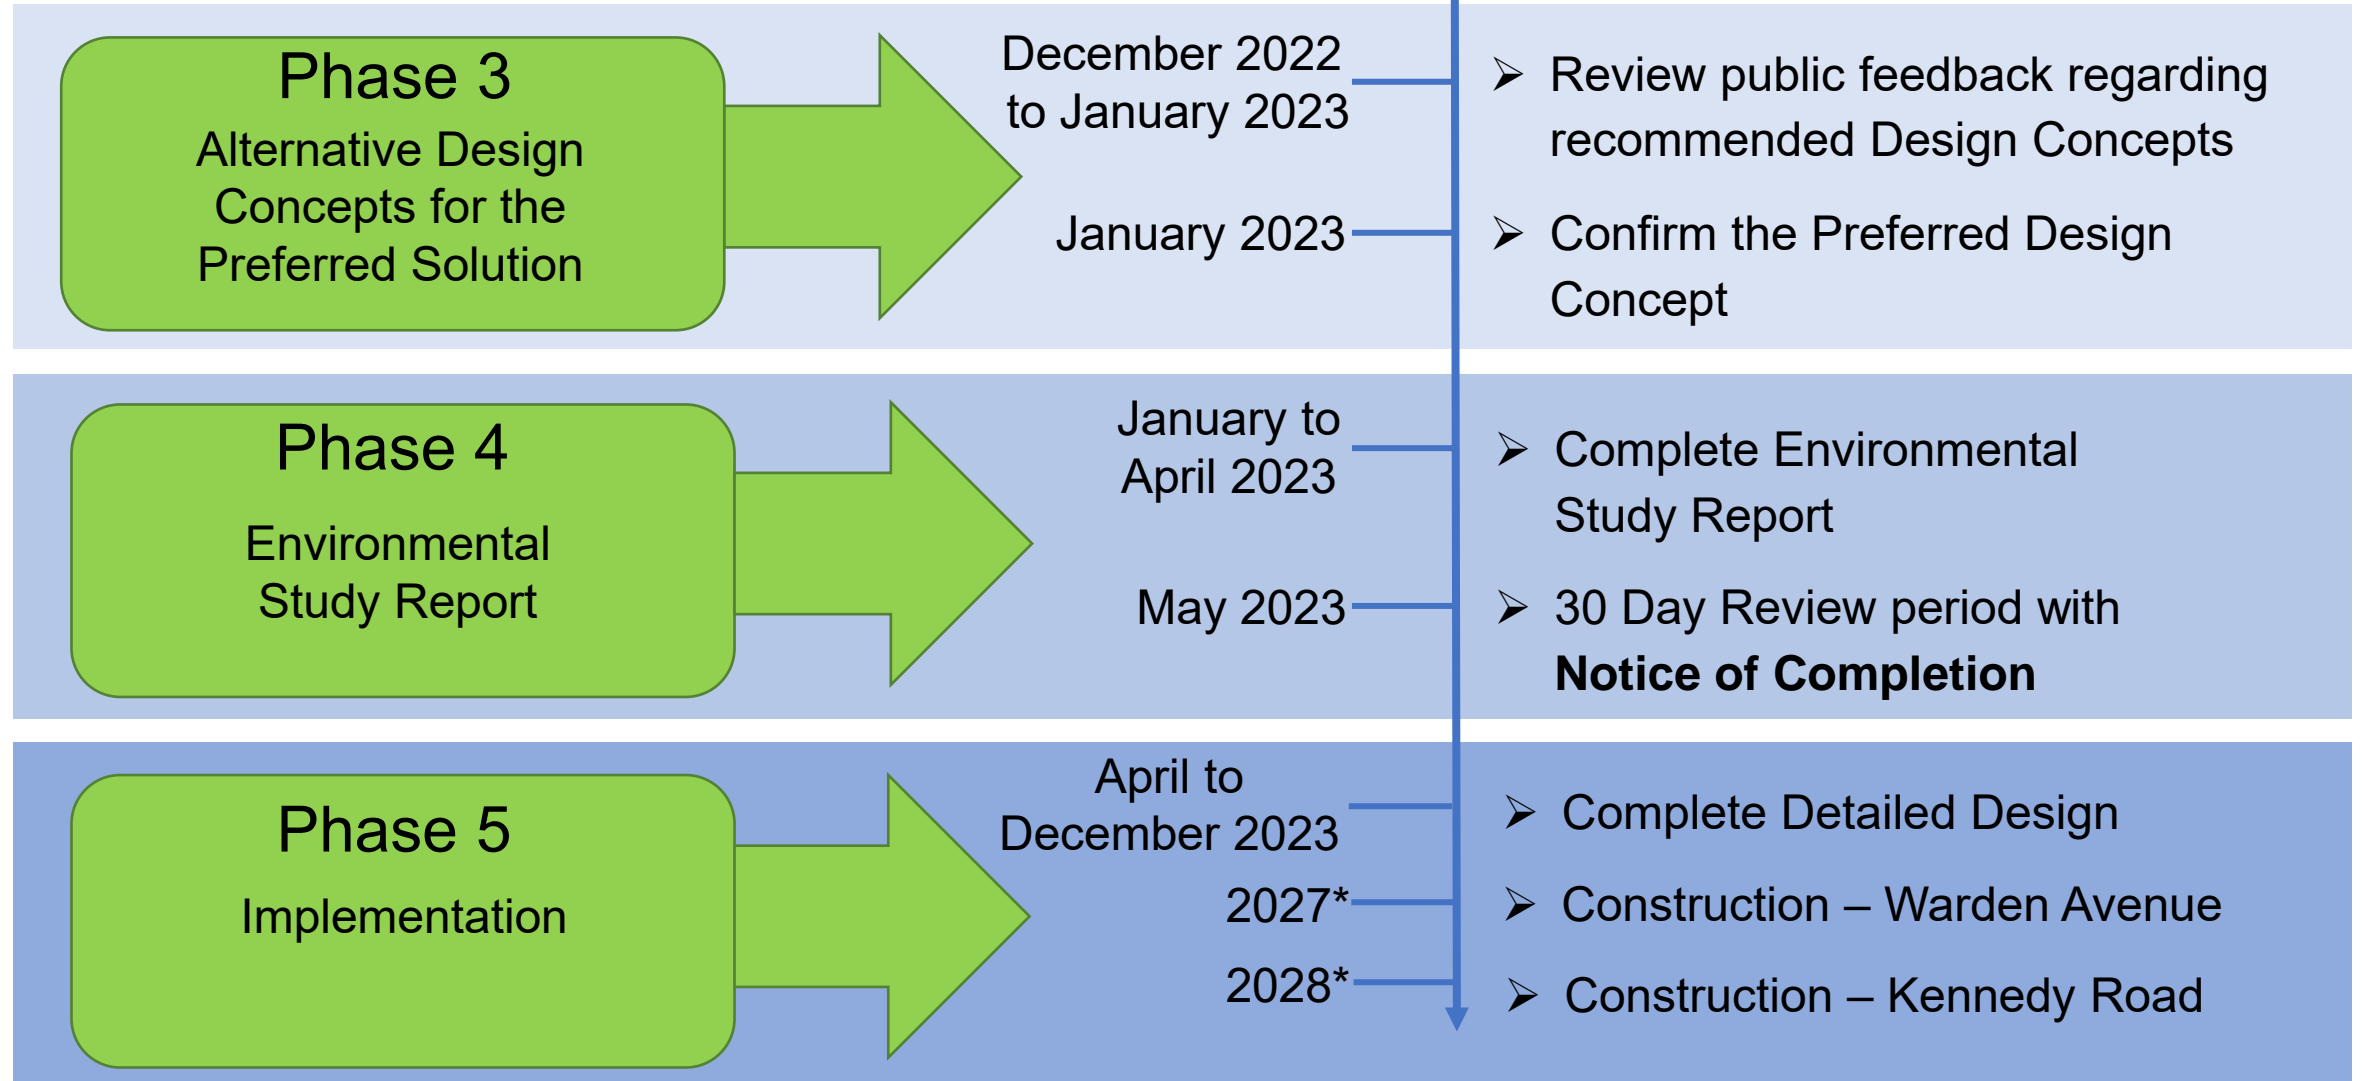 Phase 3
Alternative Design
Concepts for the
Preferred Solution
December 2022
to January 2023
➢ Review public feedback regarding
recommended Design Concepts
January 2023
➢ Confirm the Preferred Design
Concept
Phase 4
Environmental
Study Report
January to
April 2023
➢ Complete Environmental
Study Report
May 2023
➢ 30 Day Review period with
Notice of Completion
Phase 5
Implementation
April to
December 2023
➢ Complete Detailed Design
2027*
➢ Construction – Warden Avenue
2028*
➢ Construction – Kennedy Road